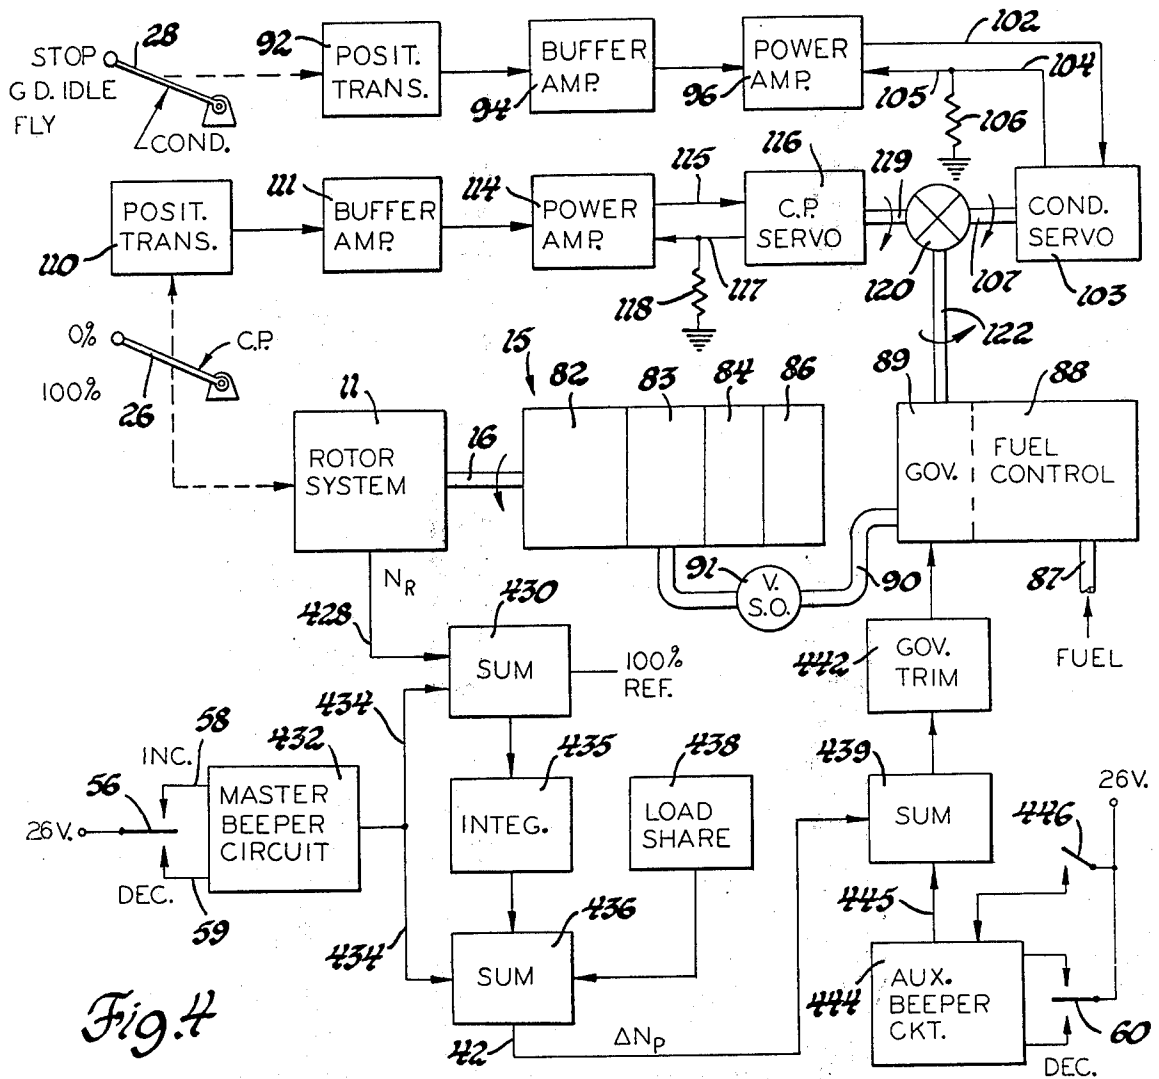 STOP
GD. IDLE
FLY
28
COND.
92
POSIT.
TRANS.
BUFFER
AMP.
94
POWER
AMP.
96
102
104
105
106
POSIT.
TRANS.
110
111
BUFFER
AMP.
114
POWER
AMP.
115
116
C.P.
SERVO
117
118
119
120
107
COND.
SERVO
103
122
0%
100%
C.P.
26
11
ROTOR
SYSTEM
16
15
82
83
84
86
89
88
GOV.
FUEL
CONTROL
91
V.
S.O.
90
87
FUEL
NR
428
430
SUM
100%
REF.
442
GOV.
TRIM
434
58
INC.
432
56
26V.
MASTER
BEEPER
CIRCUIT
DEC.
59
435
INTEG.
438
LOAD
SHARE
439
SUM
26V.
446
445
434
436
SUM
42
ΔNP
444
AUX.
BEEPER
CKT.
60
DEC.
Fig. 4